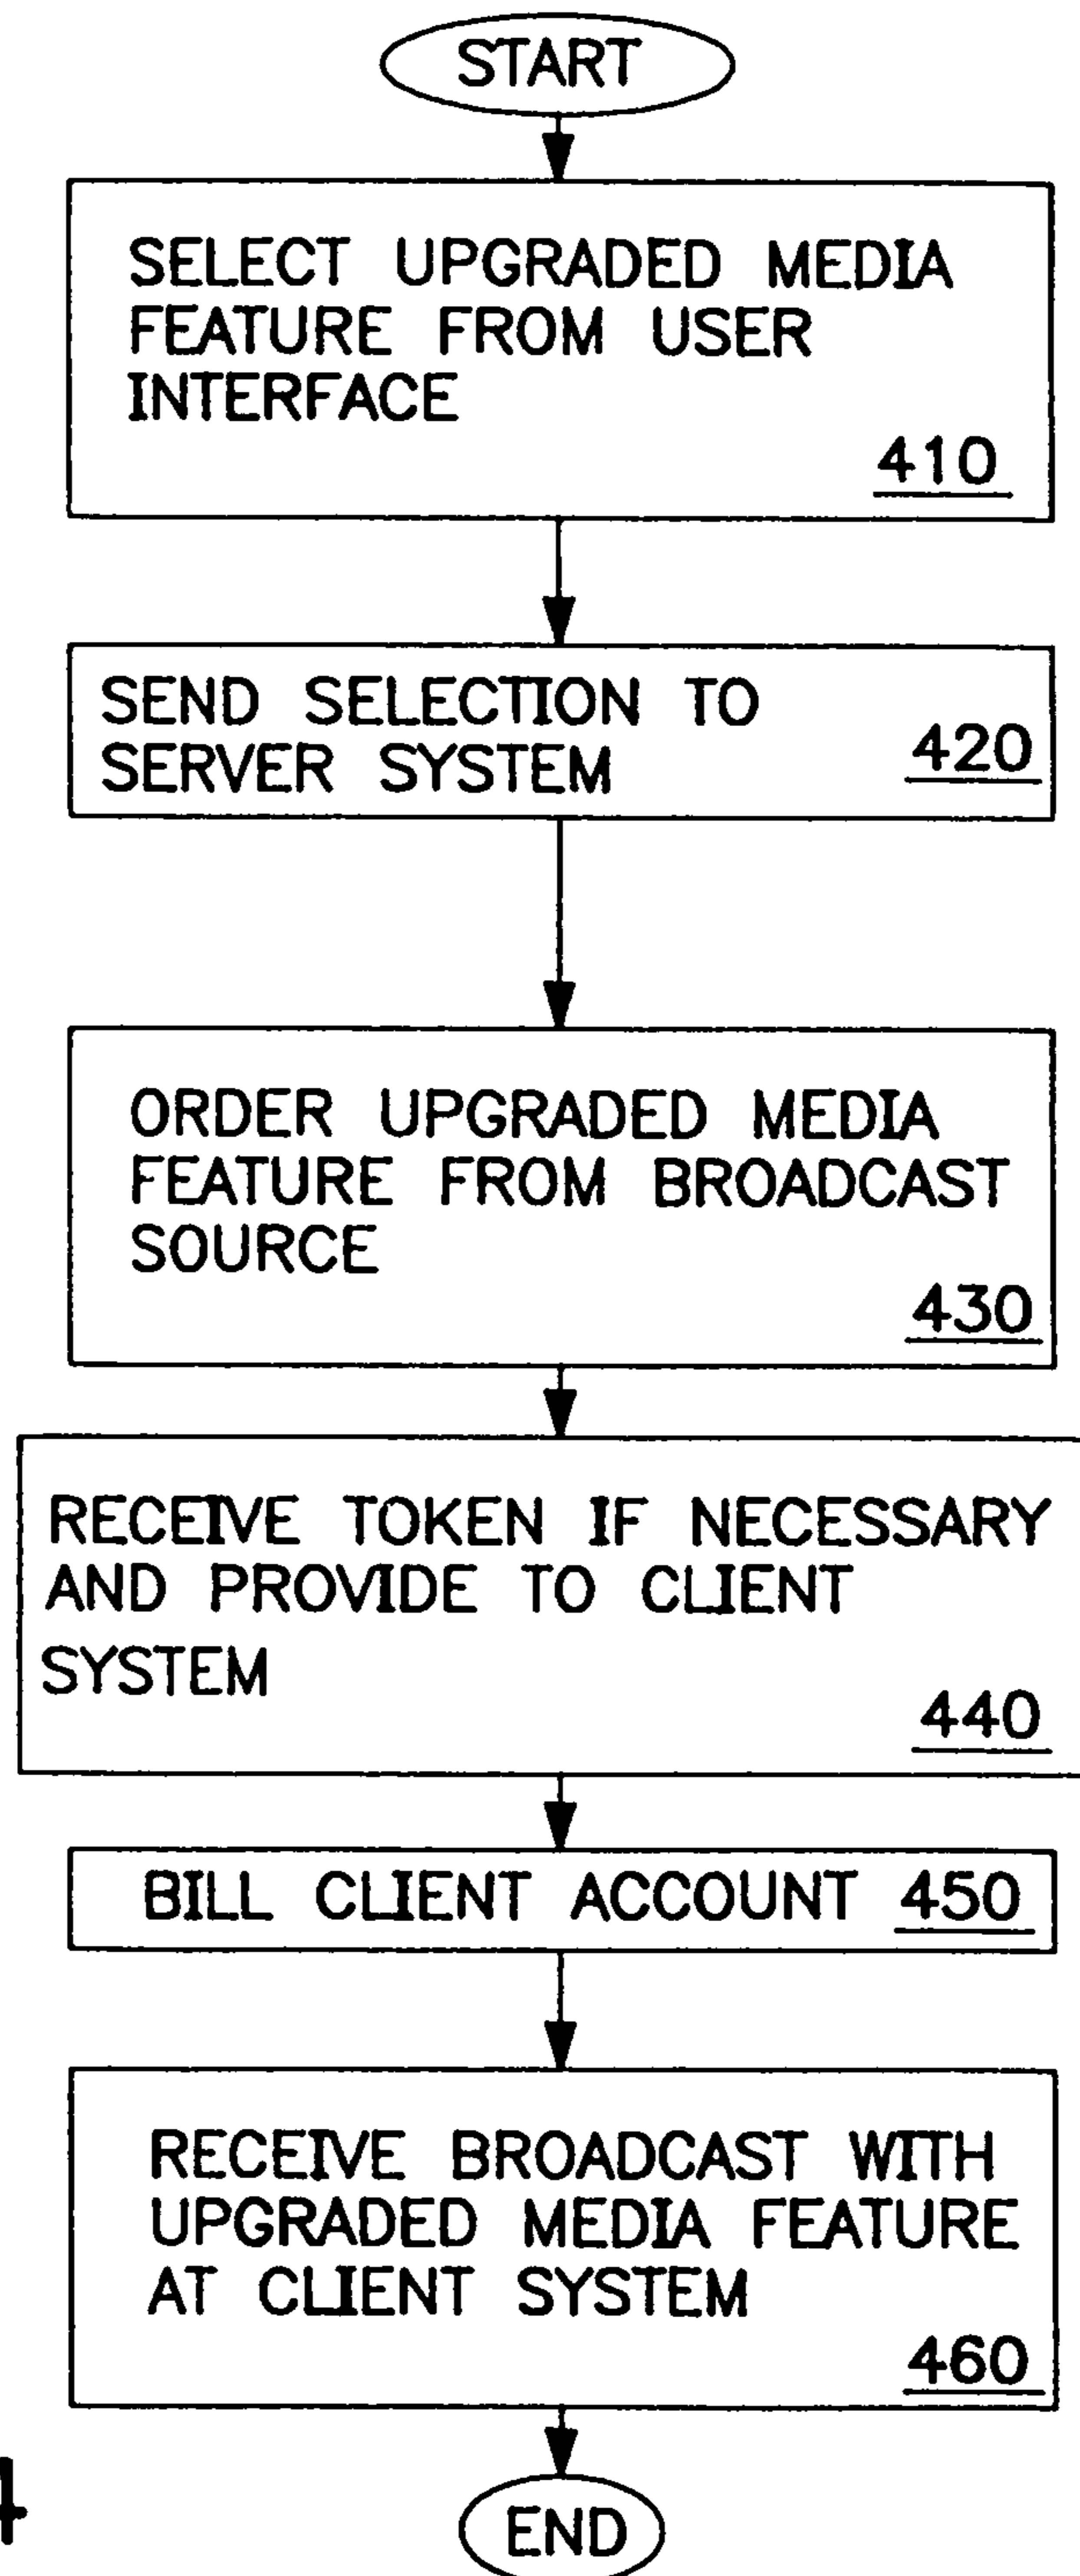 START
SELECT UPGRADED MEDIA
FEATURE FROM USER
INTERFACE
410
SEND SELECTION TO
SERVER SYSTEM
420
ORDER UPGRADED MEDIA
FEATURE FROM BROADCAST
SOURCE
430
RECEIVE TOKEN IF NECESSARY
AND PROVIDE TO CLIENT
SYSTEM
440
BILL CLIENT ACCOUNT 450
RECEIVE BROADCAST WITH
UPGRADED MEDIA FEATURE
AT CLIENT SYSTEM
460
END